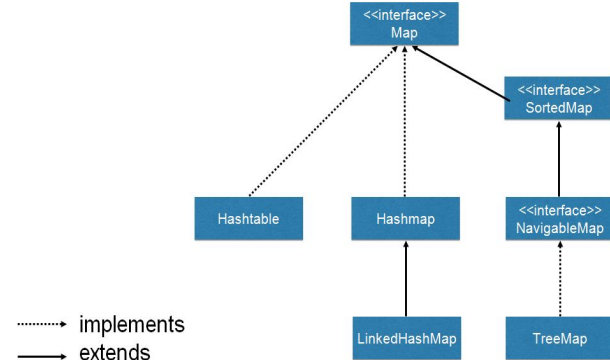 <<interface>>
Map
<<interface>>
SortedMap
Hashtable
Hashmap
<<interface>>
NavigableMap
implements
extends
LinkedHashMap
TreeMap